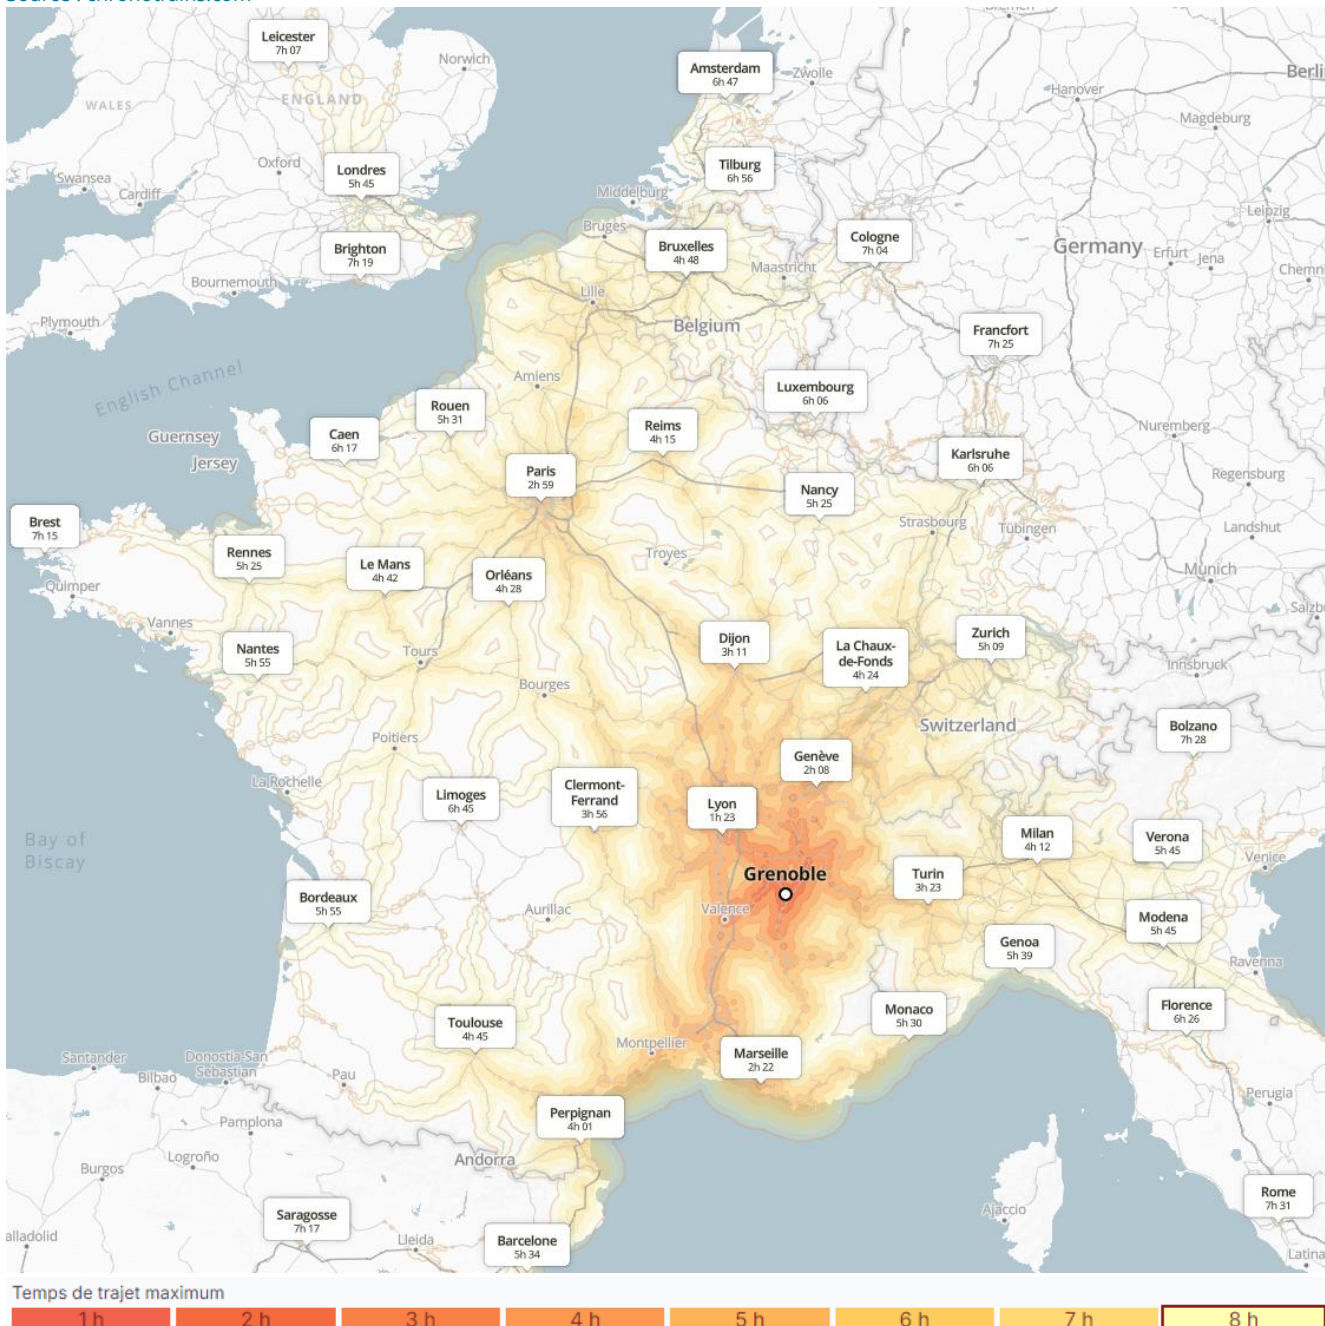 Source : chronotrains.com
Leicester
7h 07
Norwich
WALES
ENGLAND
Amsterdam
6h 47
Zwolle
Hanover
Magdeburg
Oxford
Londres
5h 45
Swansea
Cardiff
Tilburg
6h 56
Middelburg
Leipzig
Brighton
7h 19
Bournemouth
Bruges
Bruxelles
4h 48
Maastricht
Cologne
7h 04
Germany
Erfurt
Jena
Plymouth
Lille
Belgium
Francfort
7h 25
English Channel
Amiens
Luxembourg
6h 06
Guernsey
Jersey
Caen
6h 17
Rouen
5h 31
Reims
4h 15
Nuremberg
Karlsruhe
6h 06
Regensburg
Paris
2h 59
Nancy
5h 25
Brest
7h 15
Strasbourg
Tübingen
Landshut
Rennes
5h 25
Le Mans
4h 42
Orléans
4h 28
Troyes
Munich
Quimper
Vannes
Nantes
5h 55
Tours
Bourges
Dijon
3h 11
La Chaux-
de-Fonds
4h 24
Zurich
5h 09
Innsbruck
Switzerland
Poitiers
Bolzano
7h 28
Genève
2h 08
La Rochelle
Limoges
6h 45
Clermont-
Ferrand
3h 56
Lyon
1h 23
Bay of
Biscay
Milan
4h 12
Verona
5h 45
Venice
Grenoble
Turin
3h 23
Bordeaux
5h 55
Aurillac
Valence
Modena
5h 45
Genoa
5h 39
Ravenna
Toulouse
4h 45
Montpellier
Monaco
5h 30
Florence
6h 26
Marseille
2h 22
Santander
Bilbao
Donostia-San
Sebastian
Pau
Perugia
Perpignan
4h 01
Pamplona
Logroño
Burgos
Andorra
Rome
7h 31
Ajaccio
Saragosse
7h 17
Lleida
Barcelone
5h 34
Latina
Temps de trajet maximum
1 h 2 h 3 h 4 h 5 h 6 h 7 h 8 h